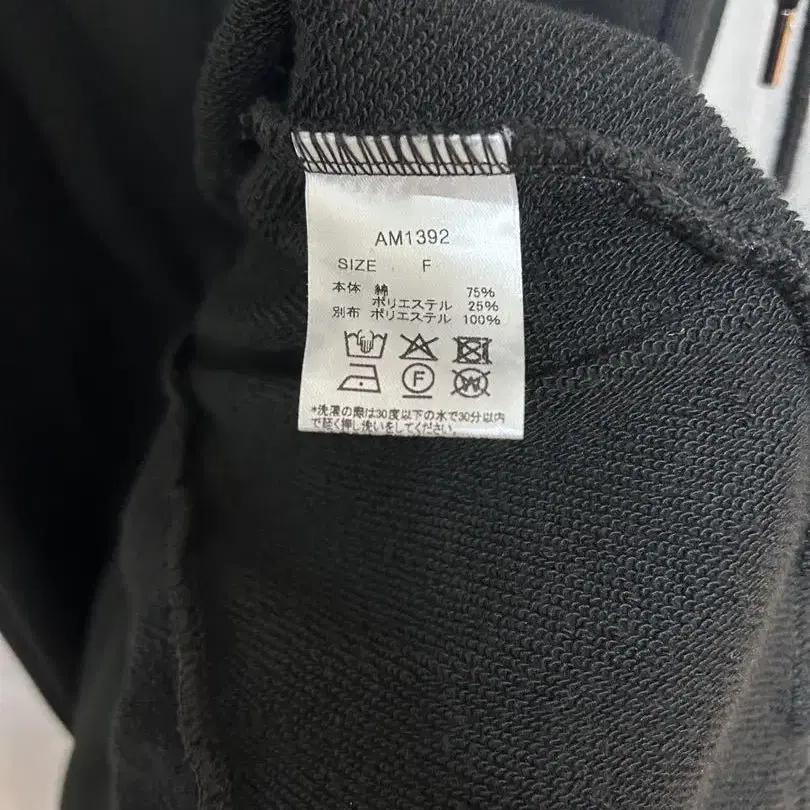 AM1392
SIZE F
本体 綿 75%
ポリエステル 25%
別布 ポリエステル 100%
F
W
*洗濯の際は30度以下の水で30分以内
で軽く押し洗いをしてください。